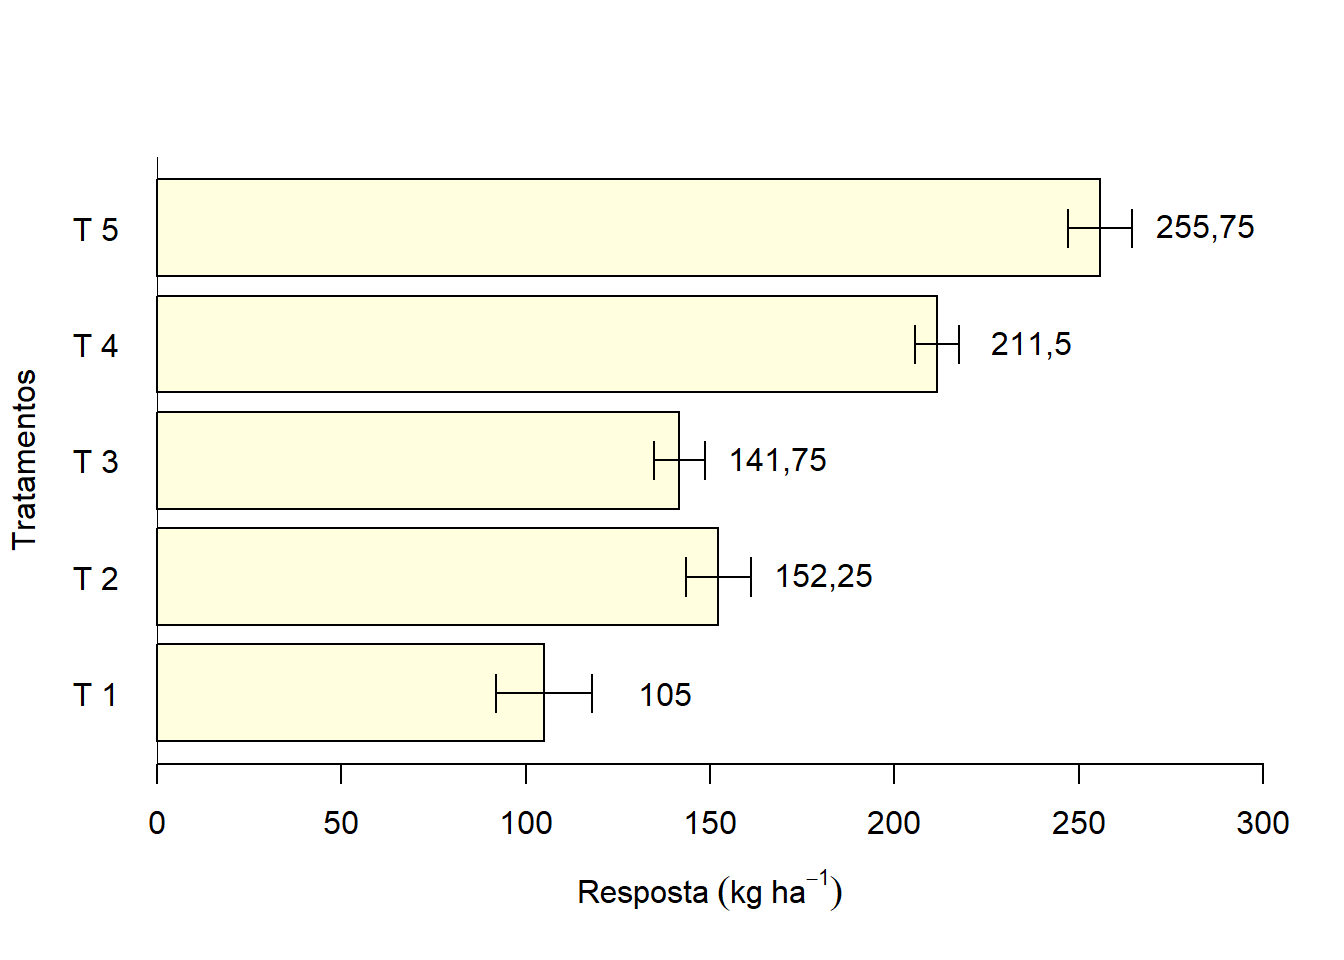 T 5
255,75
T 4
211,5
T 3
141,75
T 2
152,25
T 1
105
Tratamentos
0 50 100 150 200 250 300
Resposta (kg ha⁻¹)